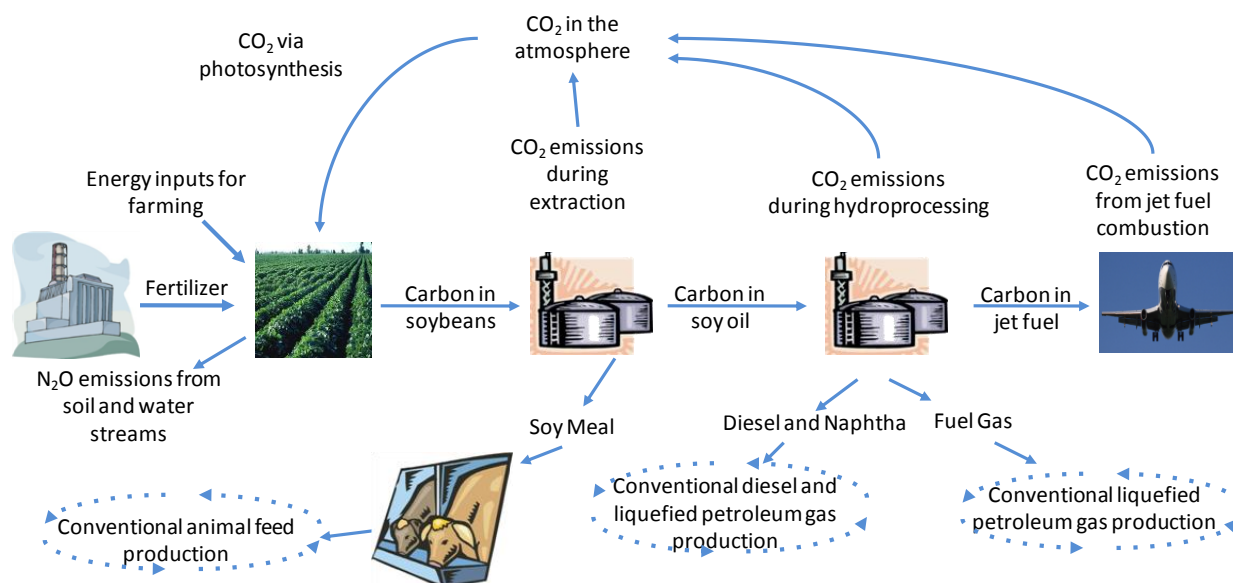 CO₂ in the
atmosphere
CO₂ via
photosynthesis
CO₂ emissions
during
extraction
Energy inputs for
farming
CO₂ emissions
during hydroprocessing
CO₂ emissions
from jet fuel
combustion
Fertilizer
Carbon in
soybeans
Carbon in
soy oil
Carbon in
jet fuel
N₂O emissions from
soil and water
streams
Soy Meal
Diesel and Naphtha
Fuel Gas
Conventional animal feed
production
Conventional diesel and
liquefied petroleum gas
production
Conventional liquefied
petroleum gas production